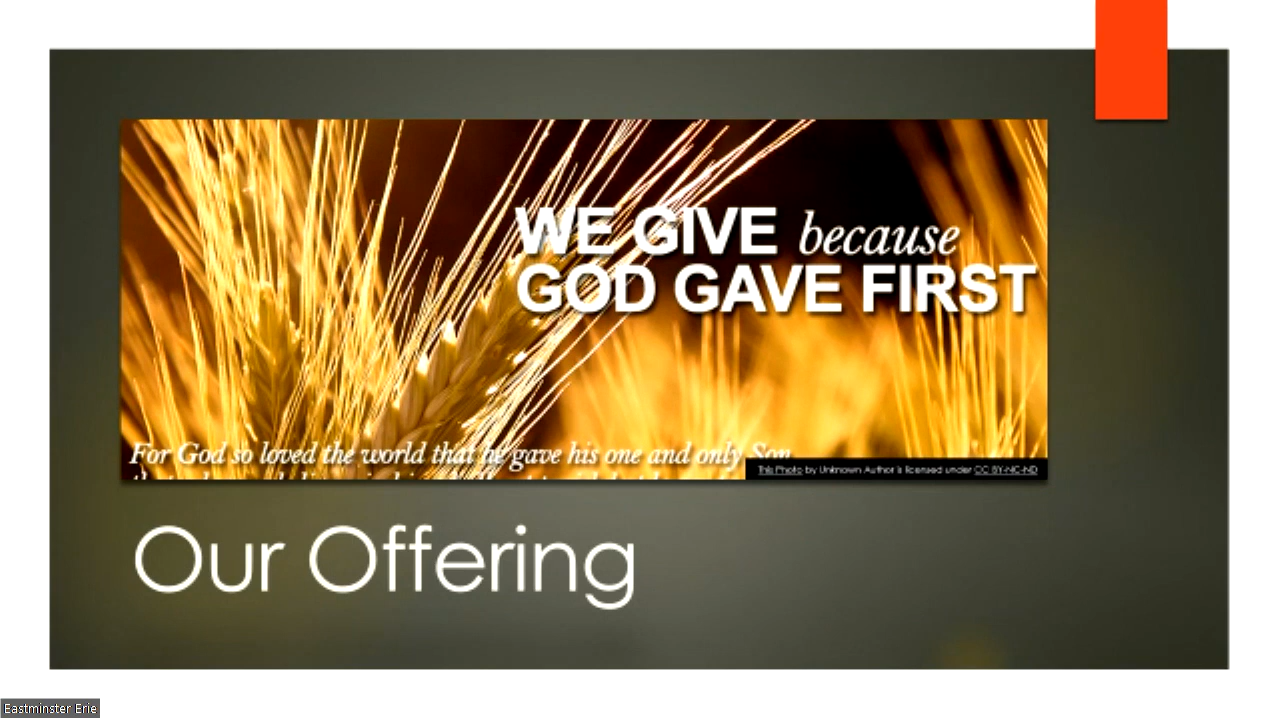 WE GIVE because
GOD GAVE FIRST
For God so loved the world that he gave his one and only Son
This Photo by Unknown Author is licensed under CC BY-NC-ND
Our Offering
Eastminster Erie